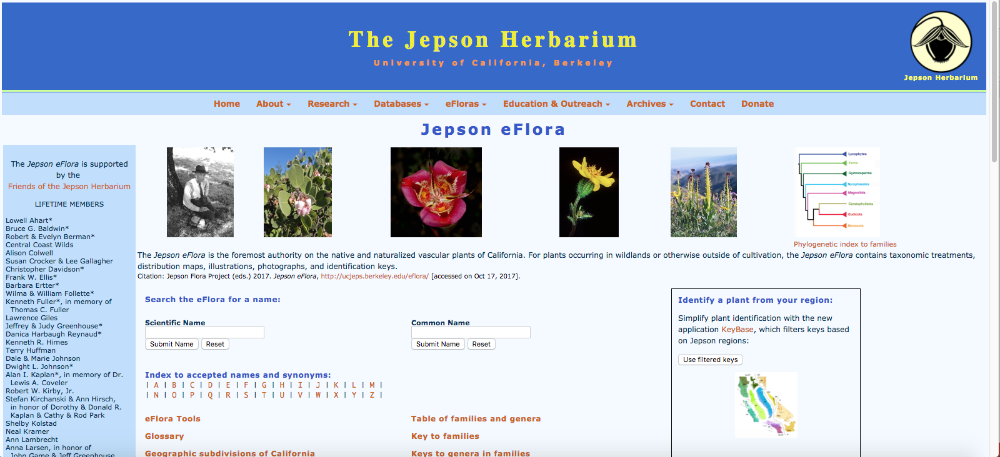 The Jepson Herbarium
University of California, Berkeley
Jepson Herbarium
Home About Research Databases eFloras Education & Outreach Archives Contact Donate
Jepson eFlora
The Jepson eFlora is supported
by the
Friends of the Jepson Herbarium
LIFETIME MEMBERS
Lowell Ahart*
Bruce G. Baldwin*
Robert & Evelyn Berman*
Central Coast Wilds
Alison Colwell
Susan Crocker & Lee Gallagher
Christopher Davidson*
Frank W. Ellis*
Barbara Ertter*
Wilma & William Follette*
Kenneth Fuller*, in memory of
Thomas C. Fuller
Lawrence Giles
Jeffrey & Judy Greenhouse*
Danica Harbaugh Reynaud*
Kenneth R. Himes
Terry Huffman
Dale & Marie Johnson
Dwight L. Johnson*
Alan I. Kaplan*, in memory of Dr.
Lewis A. Coveler
Robert W. Kirby, Jr.
Stefan Kirchanski & Ann Hirsch,
in honor of Dorothy & Donald R.
Kaplan & Cathy & Rod Park
Shelby Kolstad
Neal Kramer
Ann Lambrecht
Anna Larsen, in honor of
John Game & Jeff Greenhouse
Lycophytes
Ferns
Gymnosperms
Nymphaeales
Magnoliids
Ceratophyllales
Eudicots
Monocots
Phylogenetic index to families
The Jepson eFlora is the foremost authority on the native and naturalized vascular plants of California. For plants occurring in wildlands or otherwise outside of cultivation, the Jepson eFlora contains taxonomic treatments,
distribution maps, illustrations, photographs, and identification keys.
Citation: Jepson Flora Project (eds.) 2017. Jepson eFlora, http://ucjeps.berkeley.edu/eflora/ [accessed on Oct 17, 2017].
Search the eFlora for a name:
Scientific Name
Submit Name Reset
Common Name
Submit Name Reset
Index to accepted names and synonyms:
| A | B | C | D | E | F | G | H | I | J | K | L | M |
| N | O | P | Q | R | S | T | U | V | W | X | Y | Z |
eFlora Tools
Glossary
Geographic subdivisions of California
Table of families and genera
Key to families
Keys to genera in families
Identify a plant from your region:
Simplify plant identification with the new
application KeyBase, which filters keys based
on Jepson regions:
Use filtered keys